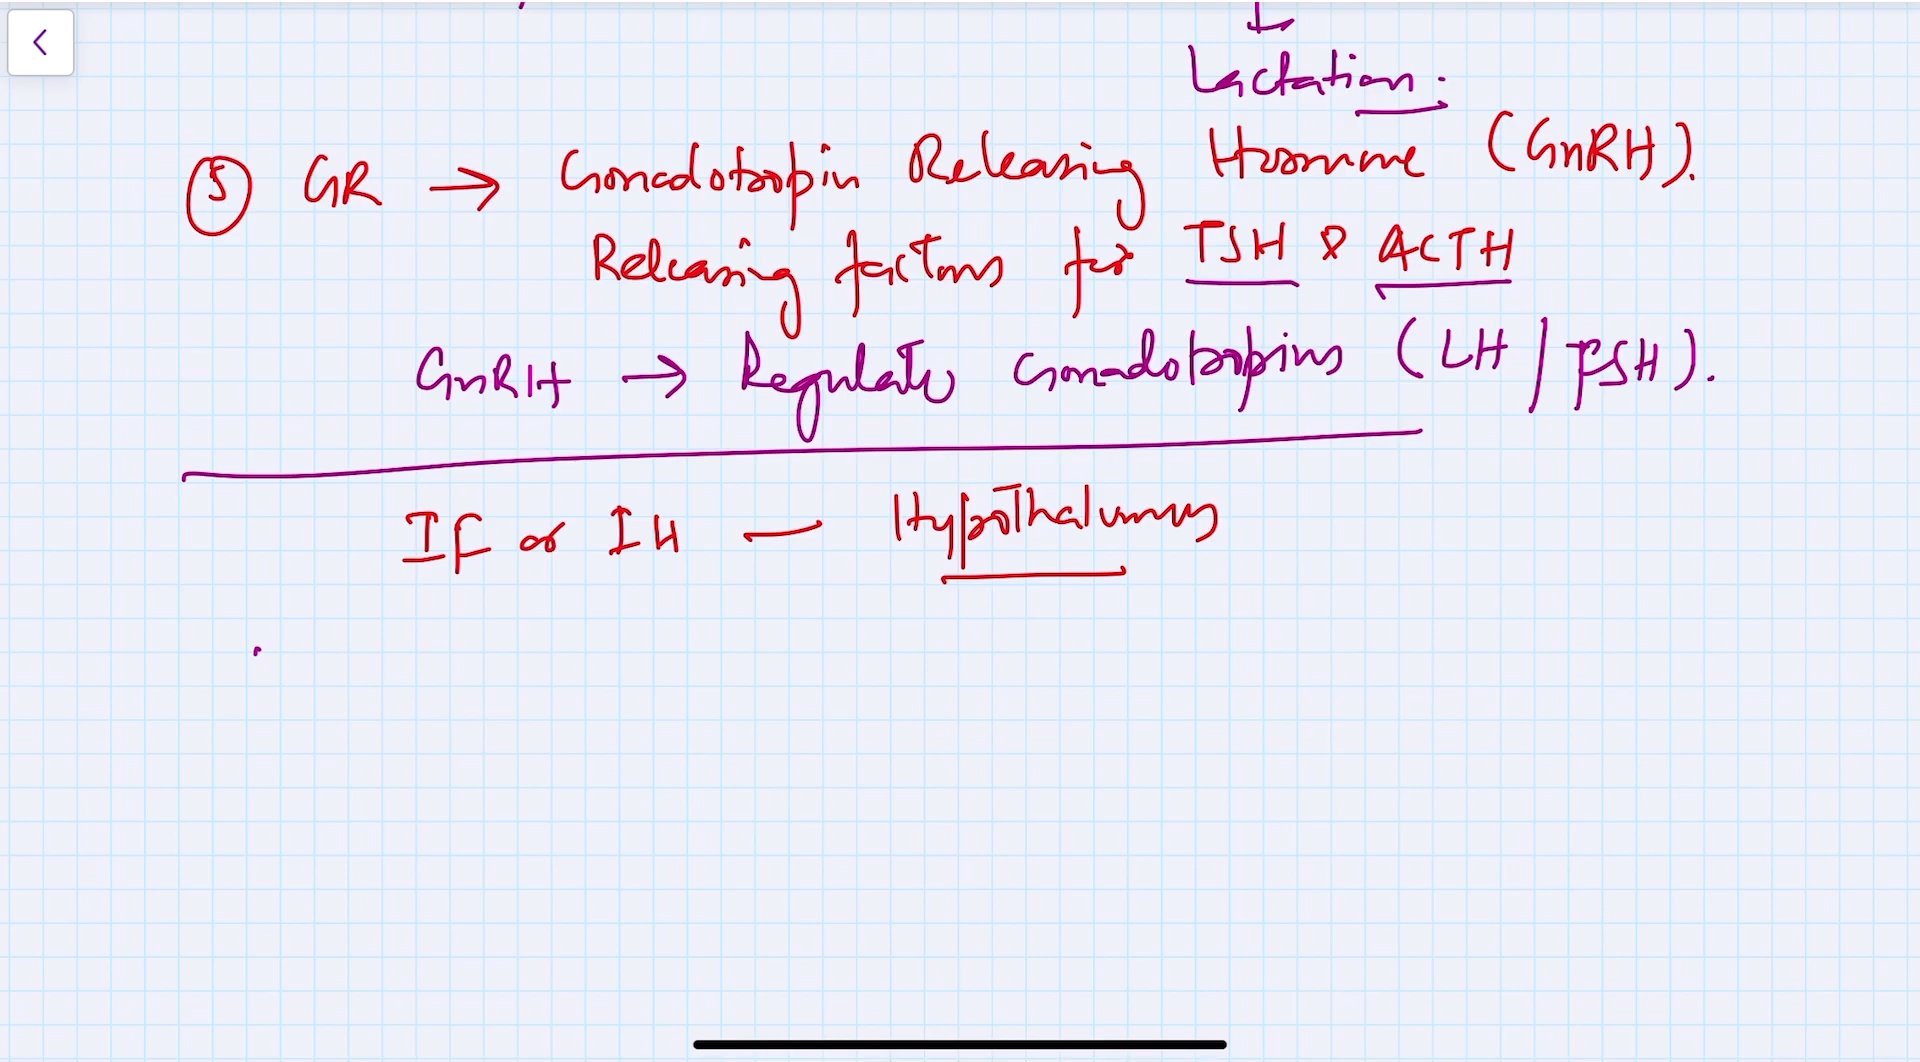 Lactation.
5 GR → Gonadotropin Releasing Hormone (GnRH).
Releasing factors for TSH & ACTH
GnRH → Regulates Gonadotropins (LH / FSH).
IF or IH — Hypothalamus